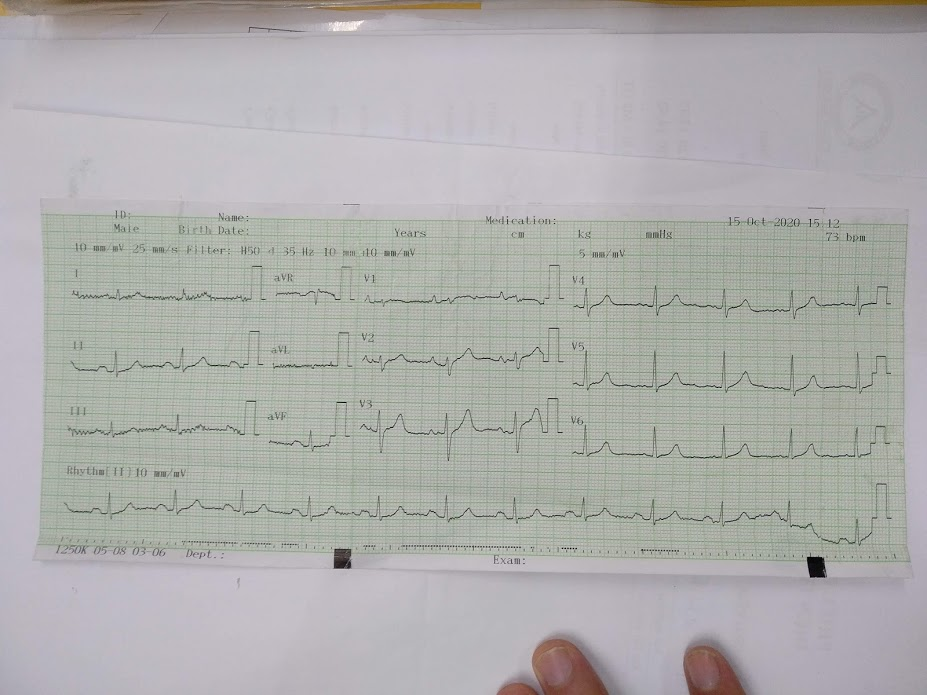 ID: Name: Medication: 15-Oct-2020 15:12
Male Birth Date: Years cm kg mmHg 73 bpm
10 mm/mV 25 mm/s Filter: H50 d 35 Hz 10 mm 10 mm/mV 5 mm/mV
I aVR V1 V4
II aVL V2 V5
III aVF V3 V6
Rhythm[II]10 mm/mV
1250K 05-08 03-06 Dept.: Exam: